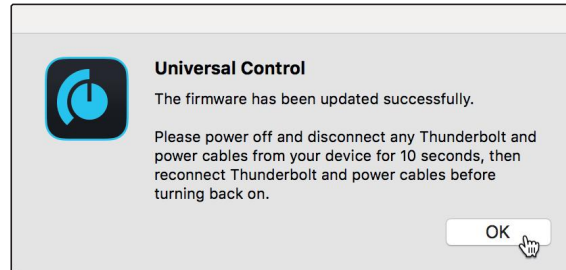 Universal Control
The firmware has been updated successfully.
Please power off and disconnect any Thunderbolt and
power cables from your device for 10 seconds, then
reconnect Thunderbolt and power cables before
turning back on.
OK